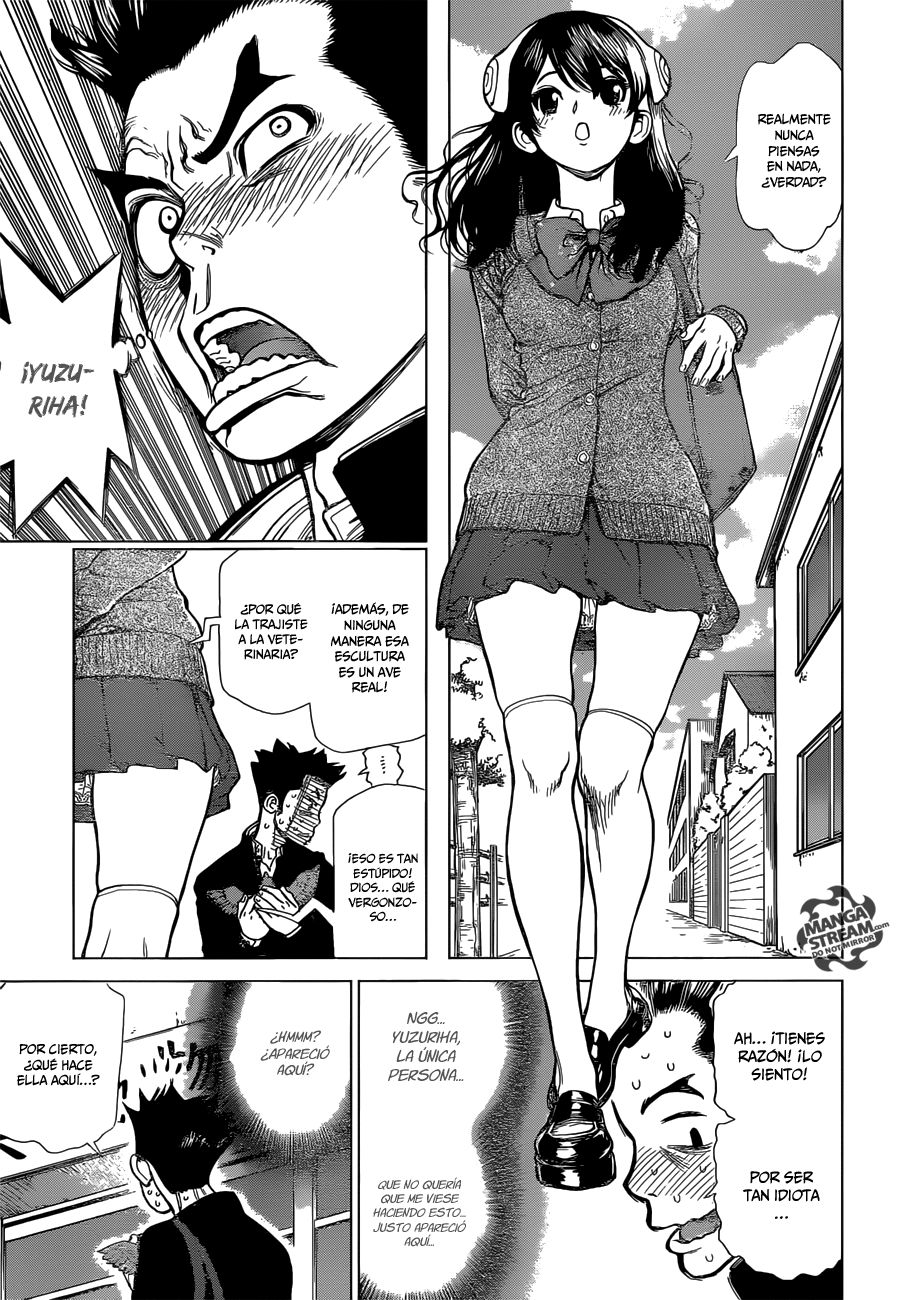 REALMENTE
NUNCA
PIENSAS
EN NADA,
¿VERDAD?
¡YUZU-
RIHA!
¡ADEMÁS, DE
NINGUNA
MANERA ESA
ESCULTURA
ES UN AVE
REAL!
¿POR QUÉ
LA TRAJISTE
A LA VETE-
RINARIA?
...
¡ESO ES TAN
ESTÚPIDO!
DIOS... QUÉ
VERGONZO-
SO...
MANGA
STREAM.com
DO NOT MIRROR
AH... ¡TIENES
RAZÓN! ¡LO
SIENTO!
POR SER
TAN IDIOTA
...
NGG...
YUZURIHA,
LA ÚNICA
PERSONA...
QUE NO QUERÍA
QUE ME VIESE
HACIENDO ESTO...
JUSTO APARECIÓ
AQUÍ...
¿HMMM?
¿APARECIÓ
AQUÍ?
POR CIERTO,
¿QUÉ HACE
ELLA AQUÍ...?